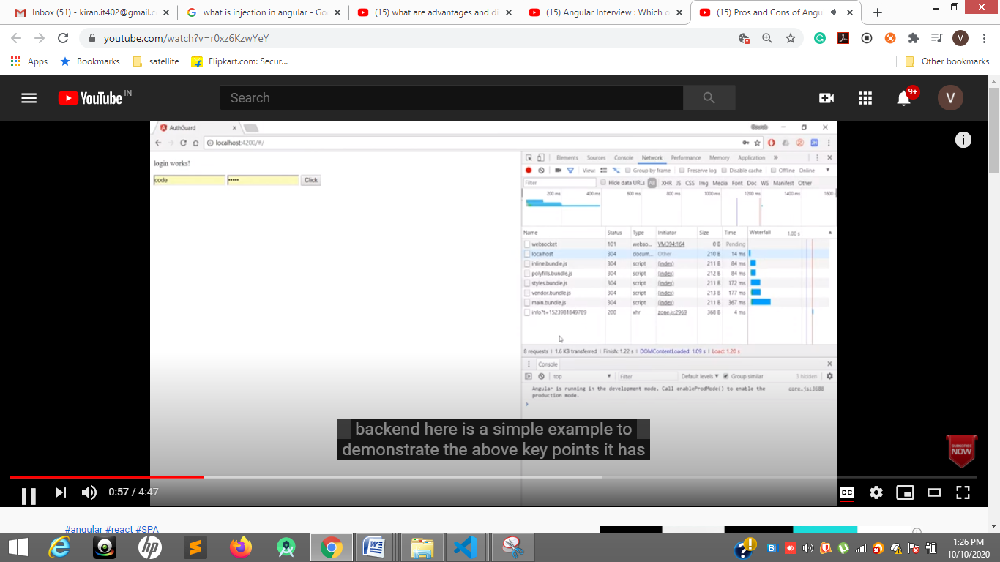 Inbox (51) - kiran.it402@gmail.c
what is injection in angular - Go
(15) what are advantages and di
(15) Angular Interview : Which o
(15) Pros and Cons of Angu
youtube.com/watch?v=r0xz6KzwYeY
Apps Bookmarks satellite Flipkart.com: Secur... Other bookmarks
YouTube IN
Search
9+
V
AuthGuard
localhost:4200/#/
login works!
code ••••• Click
Elements Sources Console Network Performance Memory Application »
View: Group by frame Preserve log Disable cache Offline Online
Filter Hide data URLs All XHR JS CSS Img Media Font Doc WS Manifest Other
200 ms 400 ms 600 ms 800 ms 1000 ms 1200 ms 1400 ms 1600
Name Status Type Initiator Size Time Waterfall 1.00 s
websocket 101 webso... VM394:164 0 B Pending
localhost 304 docum... Other 210 B 14 ms
inline.bundle.js 304 script (index) 211 B 84 ms
polyfills.bundle.js 304 script (index) 212 B 84 ms
styles.bundle.js 304 script (index) 211 B 172 ms
vendor.bundle.js 304 script (index) 213 B 177 ms
main.bundle.js 304 script (index) 211 B 367 ms
info?t=1523981849789 200 xhr zone.js:2969 368 B 4 ms
8 requests | 1.6 KB transferred | Finish: 1.22 s | DOMContentLoaded: 1.09 s | Load: 1.20 s
Console
top Filter Default levels Group similar 3 hidden
Angular is running in the development mode. Call enableProdMode() to enable the core.js:3688
production mode.
backend here is a simple example to
demonstrate the above key points it has
SUBSCRIBE
NOW
0:57 / 4:47
CC
#angular #react #SPA
1:26 PM
10/10/2020